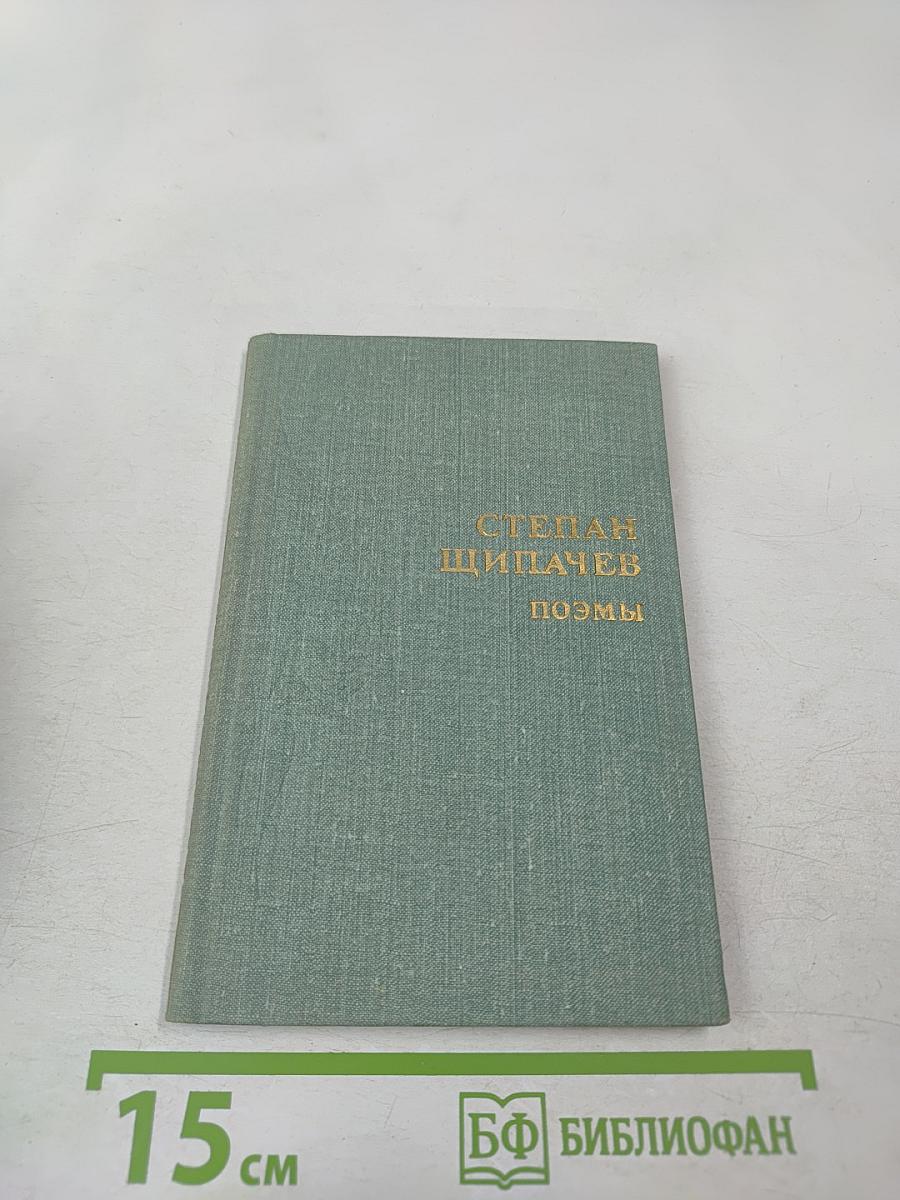 СТЕПАН
ЩИПАЧЕВ
ПОЭМЫ
15 см
БФ БИБЛИОФАН